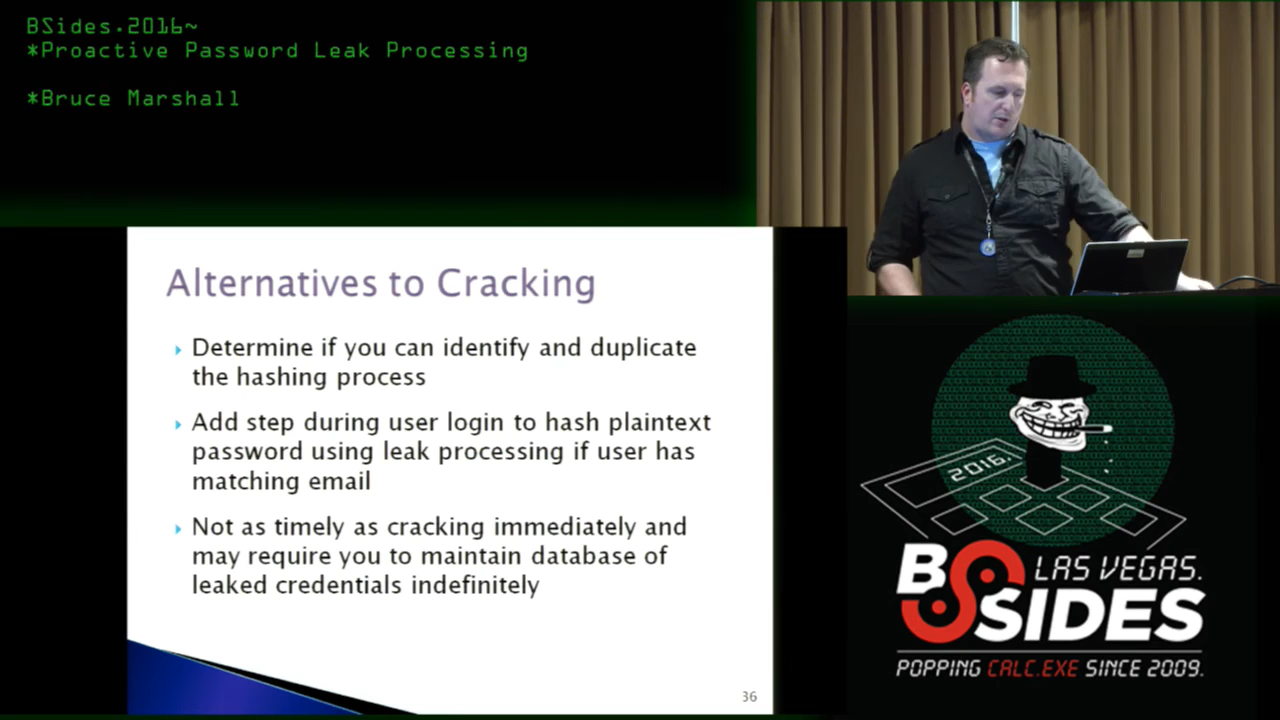 BSides.2016~
*Proactive Password Leak Processing
*Bruce Marshall
Alternatives to Cracking
Determine if you can identify and duplicate
the hashing process
Add step during user login to hash plaintext
password using leak processing if user has
matching email
Not as timely as cracking immediately and
may require you to maintain database of
leaked credentials indefinitely
36
2016.
BSIDES
LAS VEGAS.
POPPING CALC.EXE SINCE 2009.